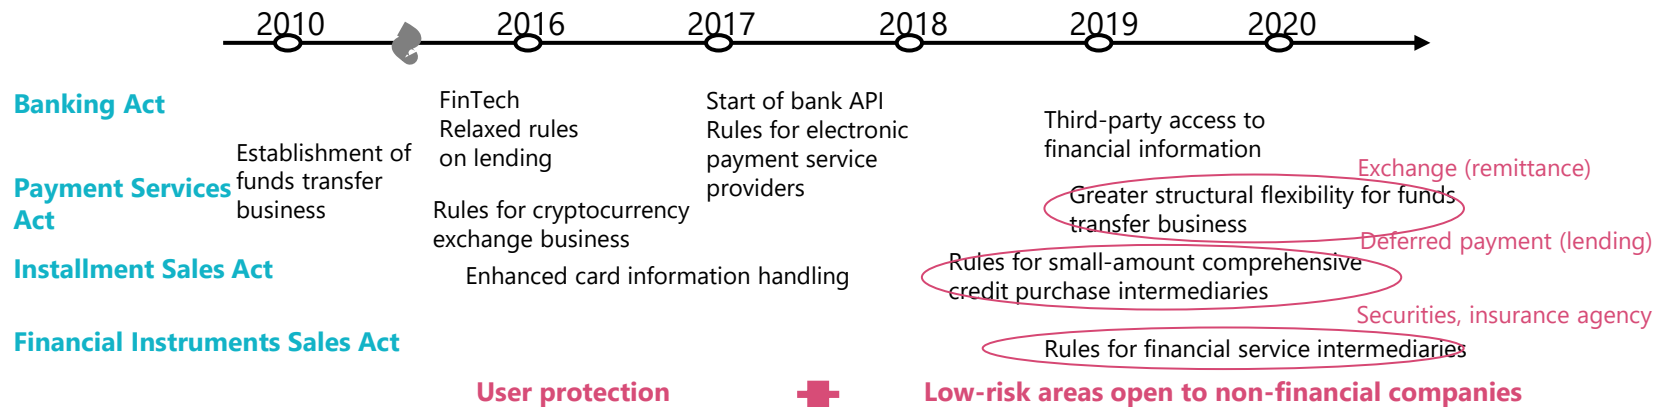 2010
2016
2017
2018
2019
2020
Banking Act
FinTech
Relaxed rules
on lending
Start of bank API
Rules for electronic
payment service
providers
Third-party access to
financial information
Payment Services
Act
Establishment of
funds transfer
business
Rules for cryptocurrency
exchange business
Exchange (remittance)
Greater structural flexibility for funds
transfer business
Installment Sales Act
Enhanced card information handling
Deferred payment (lending)
Rules for small-amount comprehensive
credit purchase intermediaries
Financial Instruments Sales Act
Securities, insurance agency
Rules for financial service intermediaries
User protection
Low-risk areas open to non-financial companies